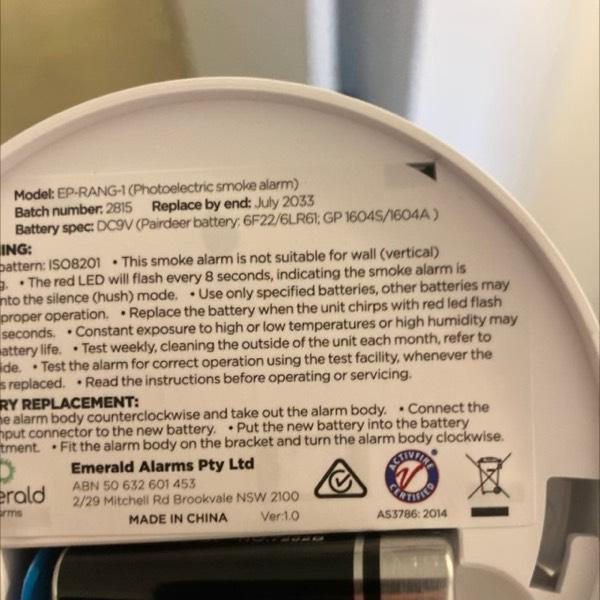 Model: EP-RANG-1 (Photoelectric smoke alarm)
Batch number: 2815 Replace by end: July 2033
Battery spec: DC9V (Pairdeer battery: 6F22/6LR61; GP 1604S/1604A )
ING:
pattern: ISO8201 • This smoke alarm is not suitable for wall (vertical)
g. • The red LED will flash every 8 seconds, indicating the smoke alarm is
nto the silence (hush) mode. • Use only specified batteries, other batteries may
proper operation. • Replace the battery when the unit chirps with red led flash
seconds. • Constant exposure to high or low temperatures or high humidity may
attery life. • Test weekly, cleaning the outside of the unit each month, refer to
ide. • Test the alarm for correct operation using the test facility, whenever the
s replaced. • Read the instructions before operating or servicing.
RY REPLACEMENT:
e alarm body counterclockwise and take out the alarm body. • Connect the
nput connector to the new battery. • Put the new battery into the battery
tment. • Fit the alarm body on the bracket and turn the alarm body clockwise.
erald
arms
Emerald Alarms Pty Ltd
ABN 50 632 601 453
2/29 Mitchell Rd Brookvale NSW 2100
MADE IN CHINA Ver:1.0
ACTIVFIRE
CERTIFIED
AS3786: 2014